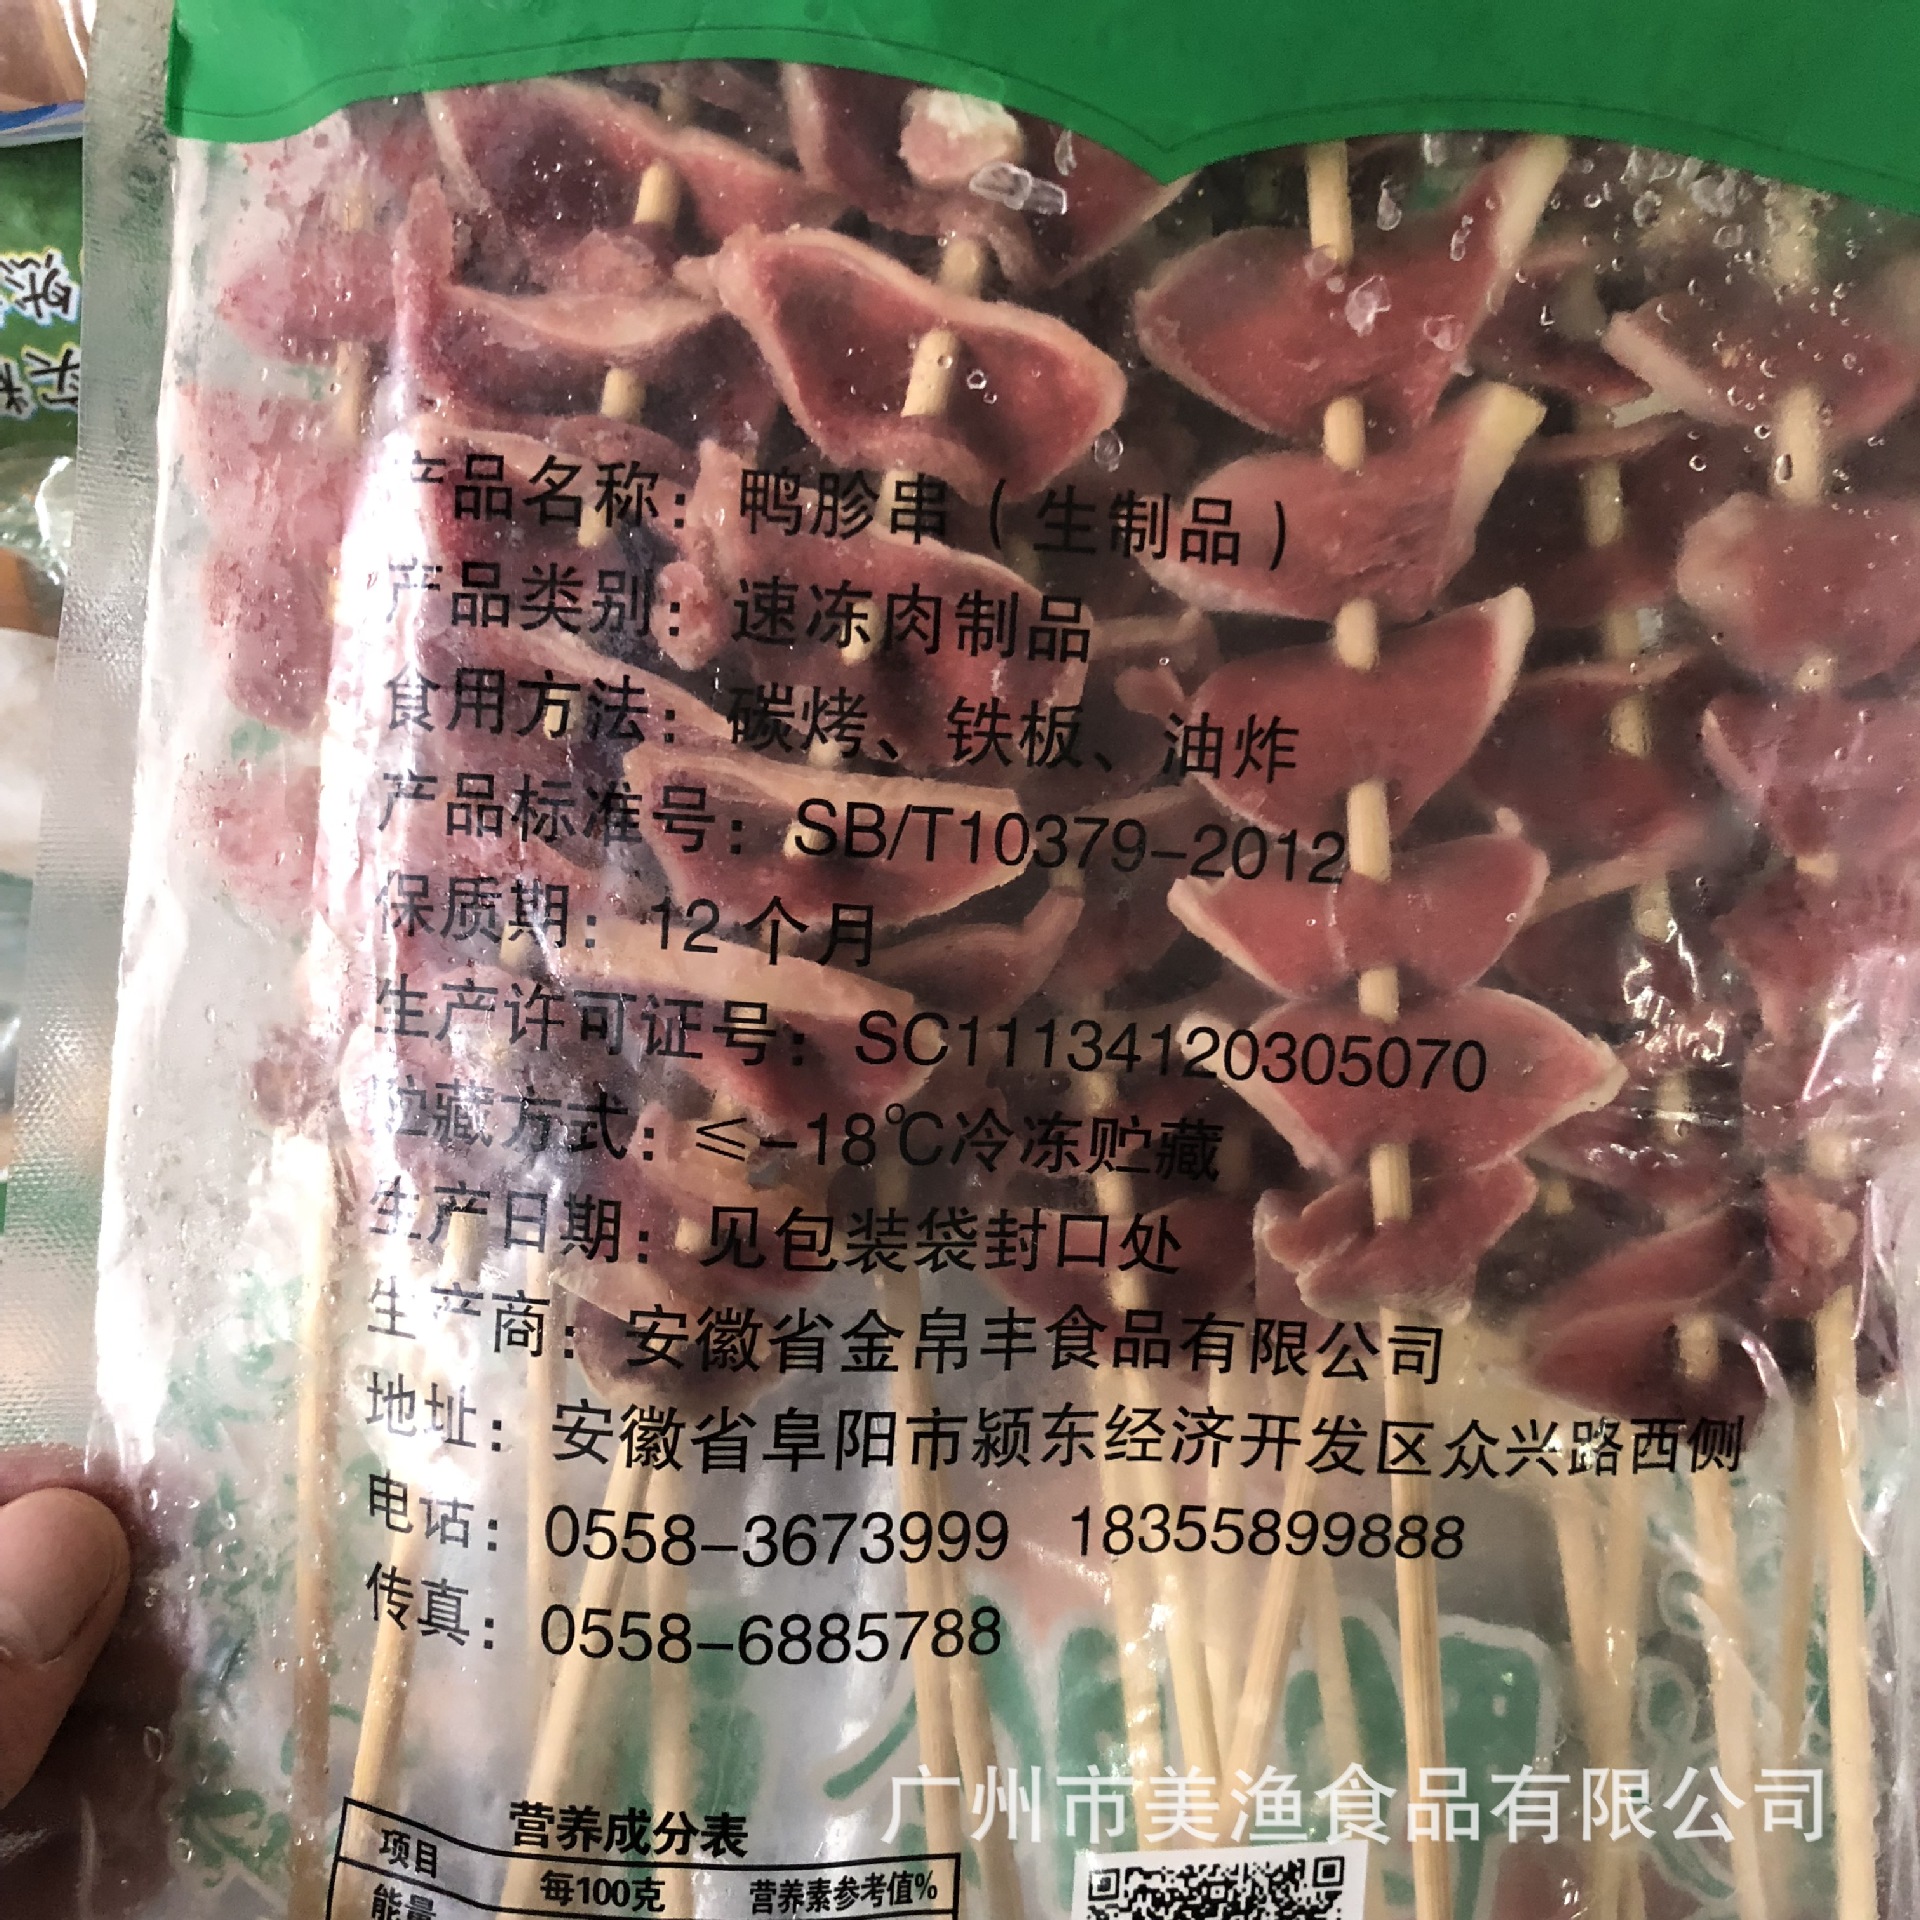 产品名称：鸭胗串（生制品）
产品类别：速冻肉制品
食用方法：碳烤、铁板、油炸
产品标准号：SB/T10379-2012
保质期：12个月
生产许可证号：SC11134120305070
贮藏方式：≤-18℃冷冻贮藏
生产日期：见包装袋封口处
生产商：安徽省金帛丰食品有限公司
地址：安徽省阜阳市颍东经济开发区众兴路西侧
电话：0558-3673999 18355899888
传真：0558-6885788
广州市美渔食品有限公司
营养成分表
项目 每100克 营养素参考值%
能量